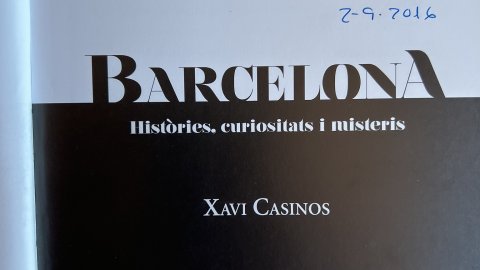 2-9-2016
BARCELONA
Històries, curiositats i misteris
XAVI CASINOS